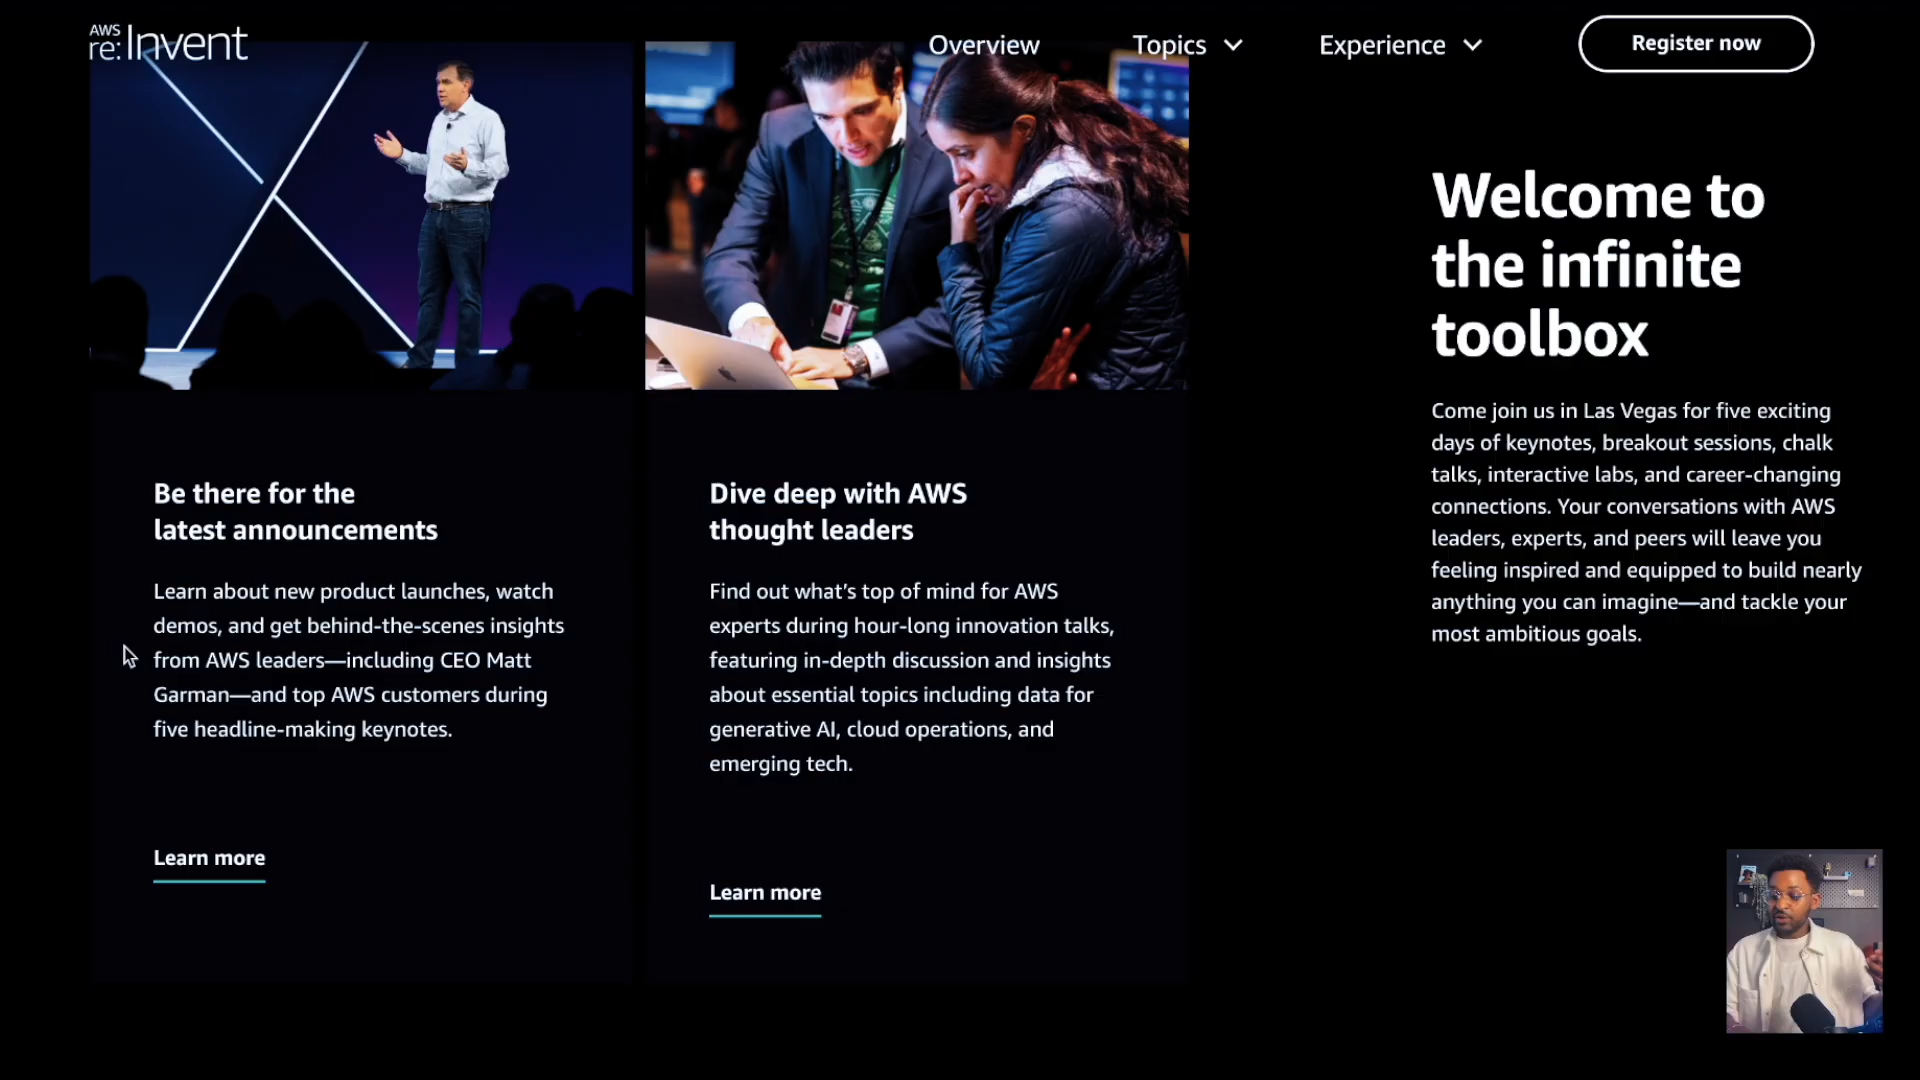 AWS
re:Invent
Overview
Topics
Experience
Register now
Welcome to
the infinite
toolbox
Come join us in Las Vegas for five exciting
days of keynotes, breakout sessions, chalk
talks, interactive labs, and career-changing
connections. Your conversations with AWS
leaders, experts, and peers will leave you
feeling inspired and equipped to build nearly
anything you can imagine—and tackle your
most ambitious goals.
Be there for the
latest announcements
Learn about new product launches, watch
demos, and get behind-the-scenes insights
from AWS leaders—including CEO Matt
Garman—and top AWS customers during
five headline-making keynotes.
Learn more
Dive deep with AWS
thought leaders
Find out what’s top of mind for AWS
experts during hour-long innovation talks,
featuring in-depth discussion and insights
about essential topics including data for
generative AI, cloud operations, and
emerging tech.
Learn more